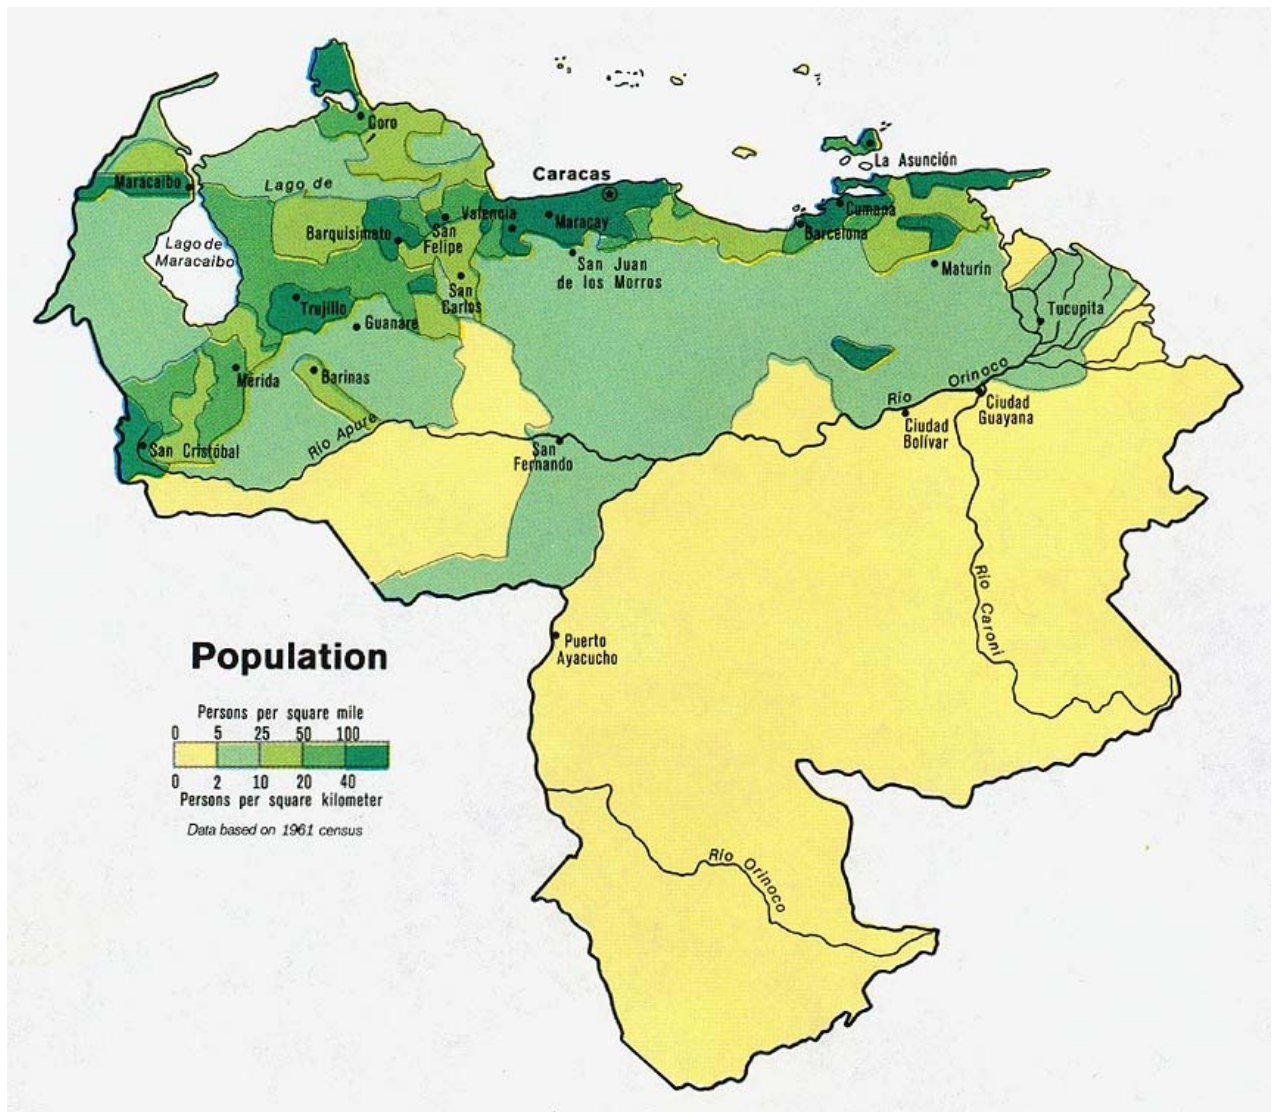 Coro
La Asunción
Caracas
Maracaibo
Lago de
Valencia
Maracay
Cumaná
Barquisimato
San
Felipe
Barcelona
Lago de
Maracaibo
San Juan
de los Morros
Maturín
San
Carlos
Trujillo
Guanare
Tucupita
Mérida
Barinas
Río Orinoco
Ciudad
Guayana
Ciudad
Bolívar
Río Apure
San Cristóbal
San
Fernando
Río Caroni
Puerto
Ayacucho
Population
Persons per square mile
0 5 25 50 100
0 2 10 20 40
Persons per square kilometer
Data based on 1961 census
Río Orinoco